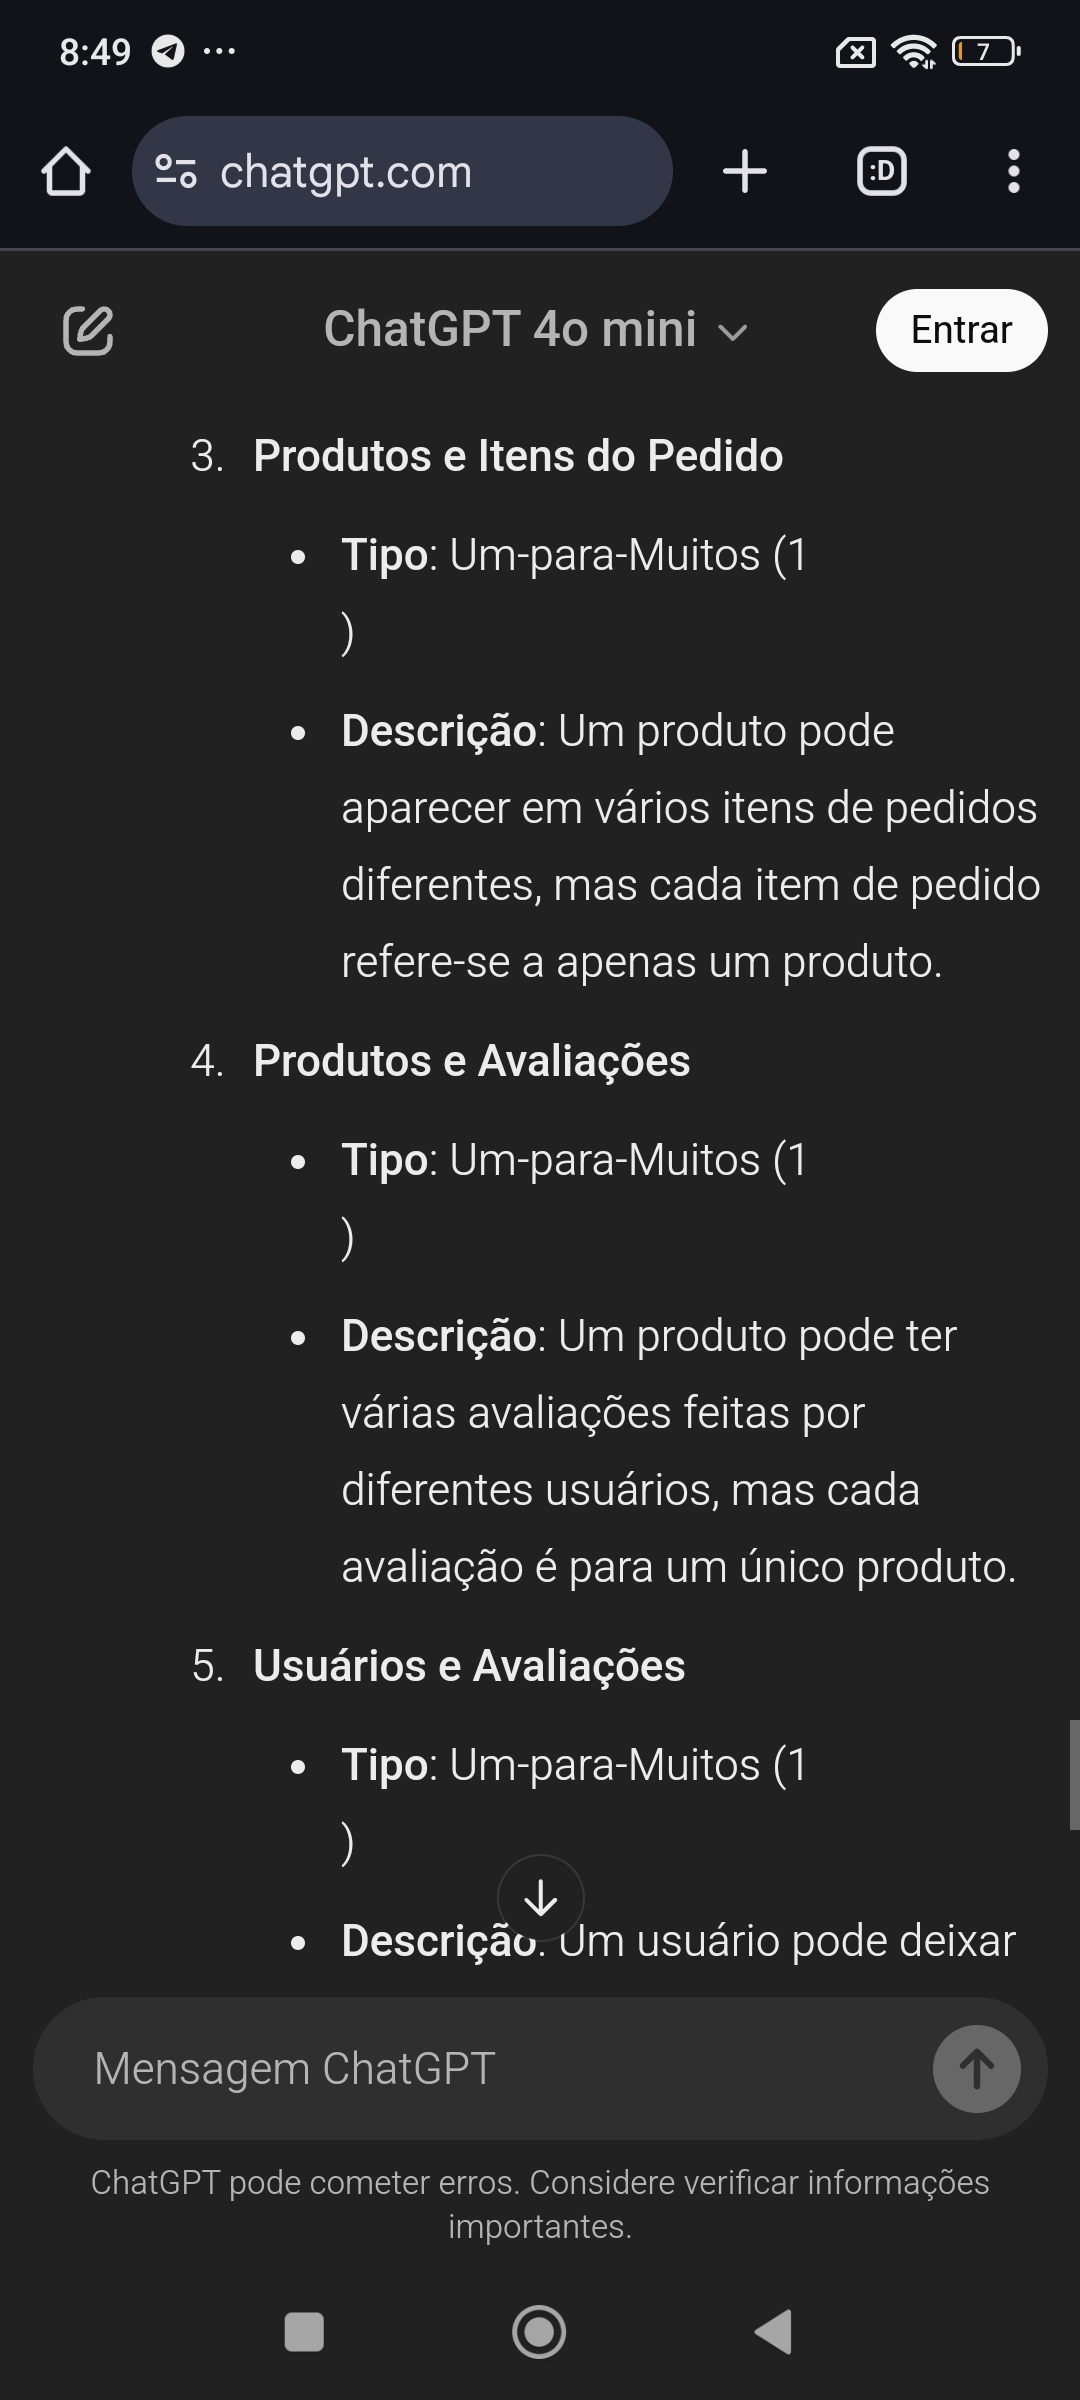 8:49
7
chatgpt.com
:D
ChatGPT 4o mini
Entrar
3. Produtos e Itens do Pedido
• Tipo: Um-para-Muitos (1
)
• Descrição: Um produto pode
aparecer em vários itens de pedidos
diferentes, mas cada item de pedido
refere-se a apenas um produto.
4. Produtos e Avaliações
• Tipo: Um-para-Muitos (1
)
• Descrição: Um produto pode ter
várias avaliações feitas por
diferentes usuários, mas cada
avaliação é para um único produto.
5. Usuários e Avaliações
• Tipo: Um-para-Muitos (1
)
• Descrição: Um usuário pode deixar
Mensagem ChatGPT
ChatGPT pode cometer erros. Considere verificar informações
importantes.